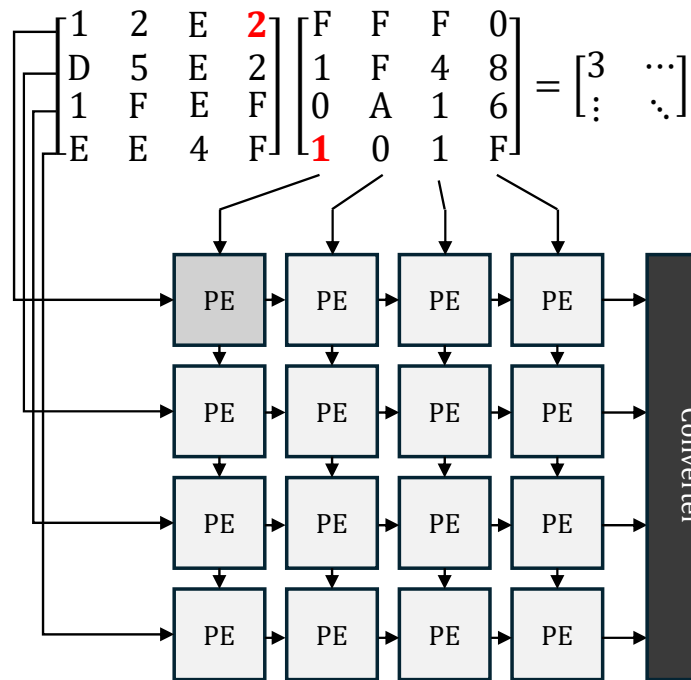 [1 2 E 2] [F F F 0]
[D 5 E 2] [1 F 4 8] = [3 ⋯]
[1 F E F] [0 A 1 6] [⋮ ⋱]
[E E 4 F] [1 0 1 F]
PE PE PE PE
PE PE PE PE
Converter
PE PE PE PE
PE PE PE PE